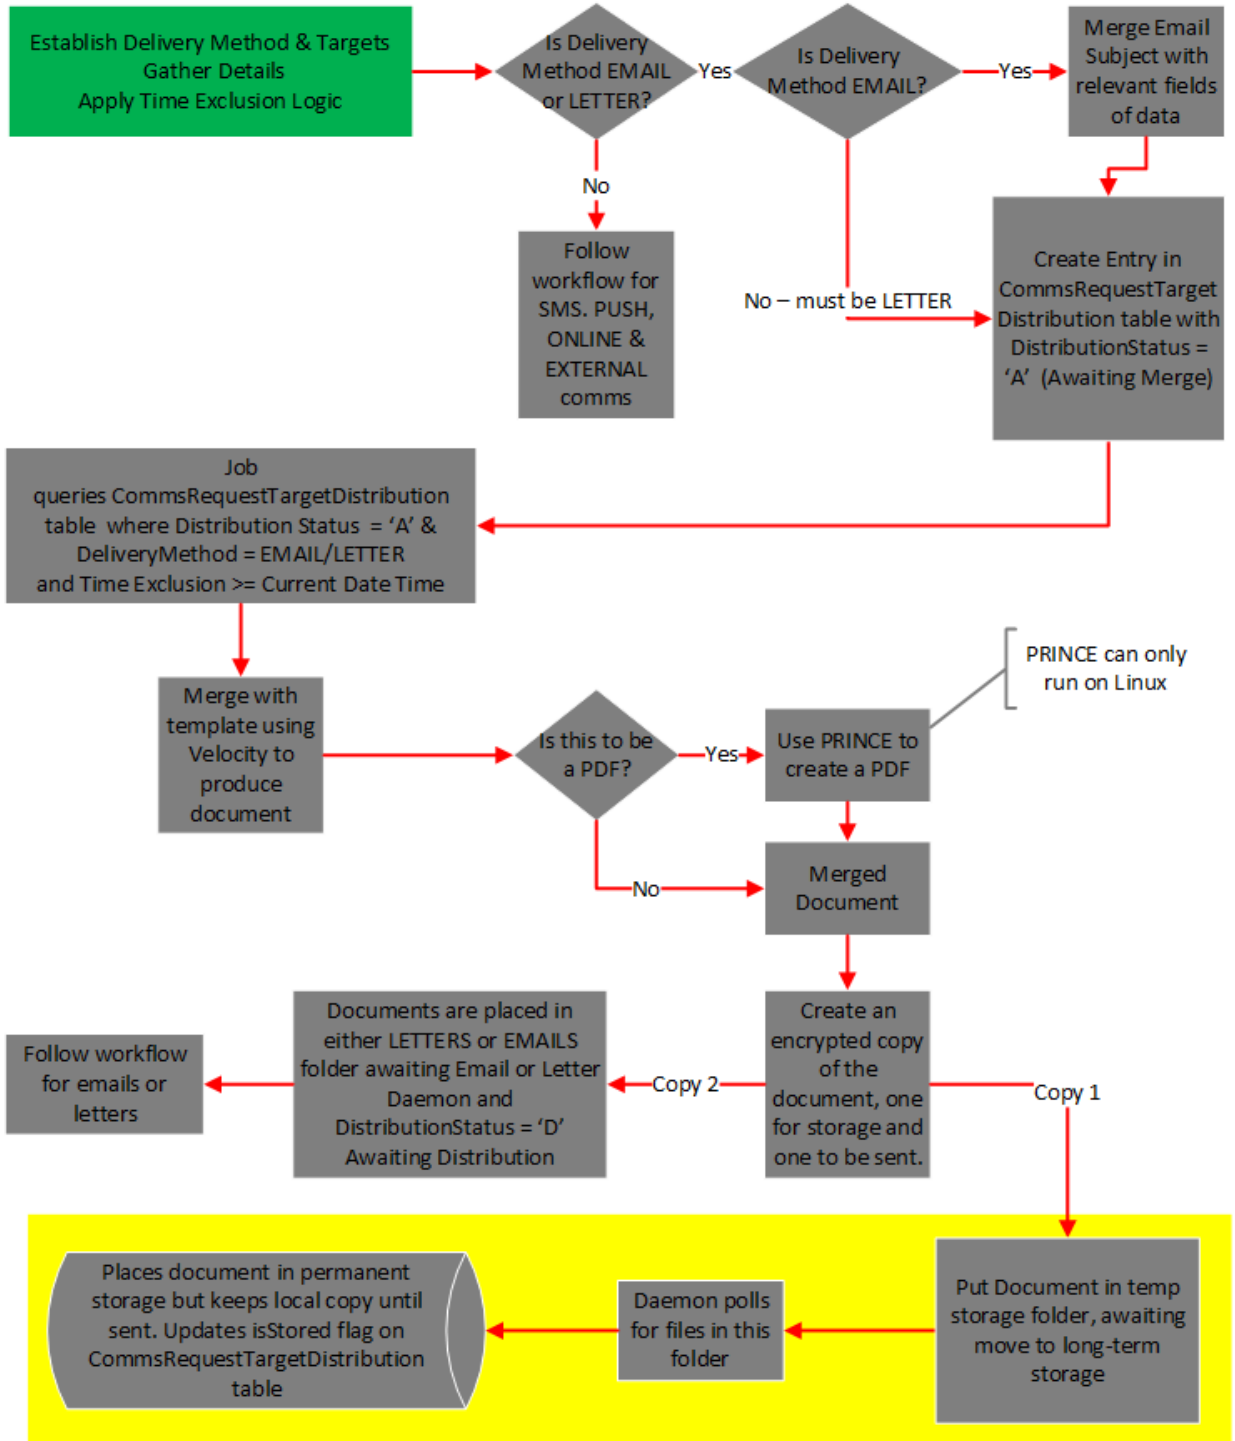 Establish Delivery Method & Targets
Gather Details
Apply Time Exclusion Logic
Is Delivery
Method EMAIL
or LETTER?
Yes
Is Delivery
Method EMAIL?
Yes
Merge Email
Subject with
relevant fields
of data
No
Follow
workflow for
SMS. PUSH,
ONLINE &
EXTERNAL
comms
No – must be LETTER
Create Entry in
CommsRequestTarget
Distribution table with
DistributionStatus =
‘A’ (Awaiting Merge)
Job
queries CommsRequestTargetDistribution
table where Distribution Status = ‘A’ &
DeliveryMethod = EMAIL/LETTER
and Time Exclusion >= Current Date Time
Merge with
template using
Velocity to
produce
document
Is this to be
a PDF?
Yes
Use PRINCE to
create a PDF
PRINCE can only
run on Linux
No
Merged
Document
Create an
encrypted copy
of the
document, one
for storage and
one to be sent.
Copy 2
Documents are placed in
either LETTERS or EMAILS
folder awaiting Email or Letter
Daemon and
DistributionStatus = ‘D’
Awaiting Distribution
Follow workflow
for emails or
letters
Copy 1
Put Document in temp
storage folder, awaiting
move to long-term
storage
Daemon polls
for files in this
folder
Places document in permanent
storage but keeps local copy until
sent. Updates isStored flag on
CommsRequestTargetDistribution
table